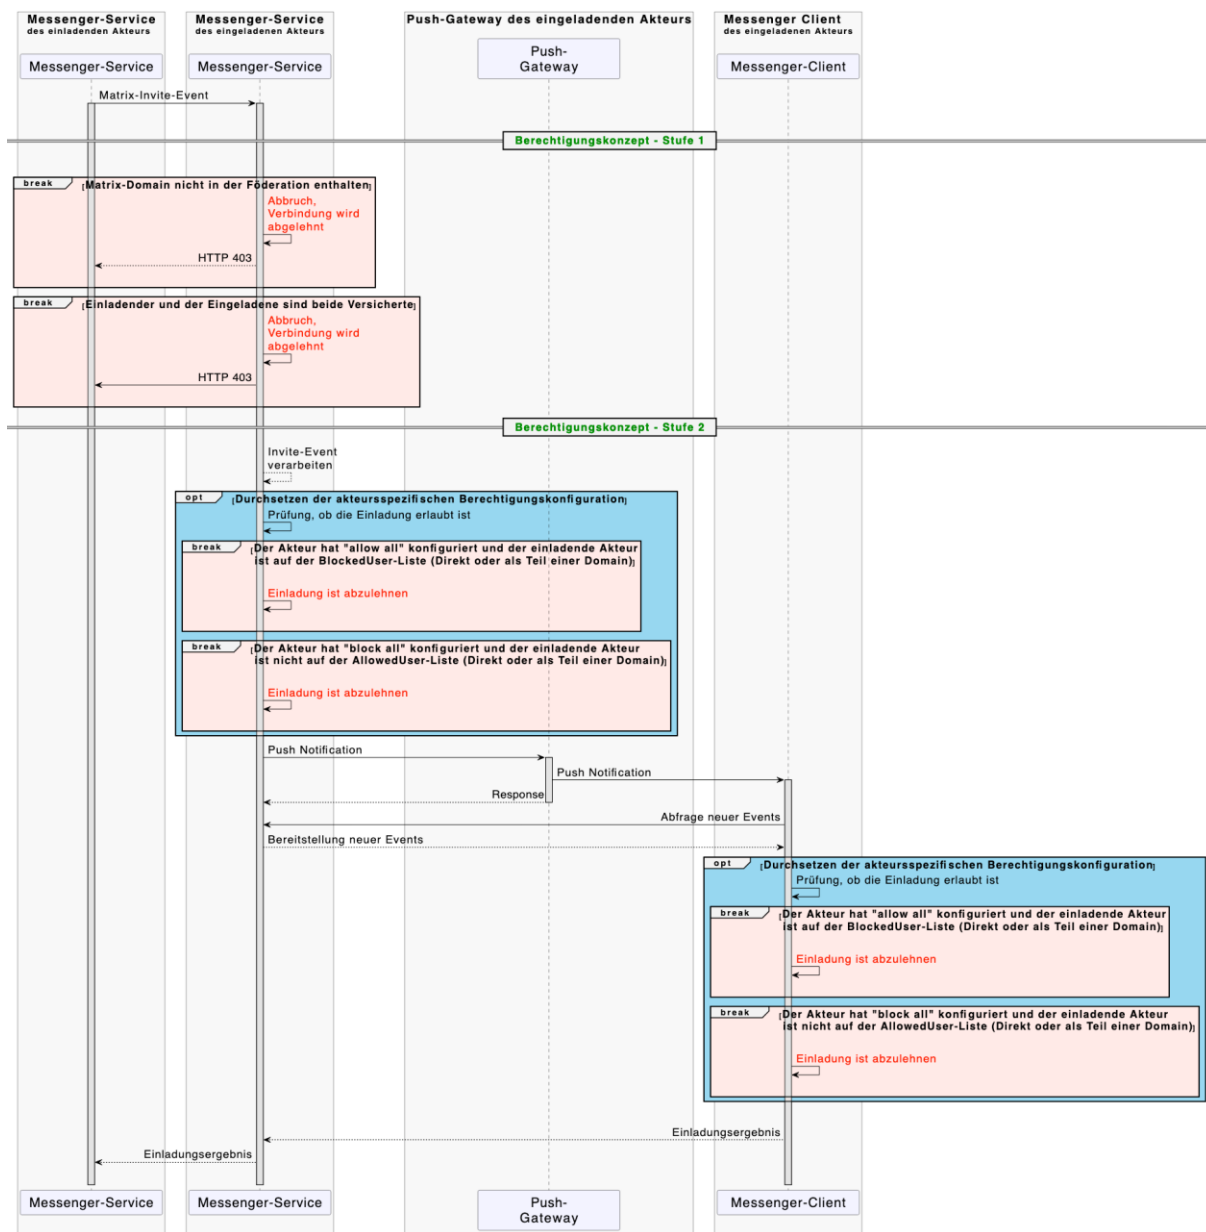 Messenger-Service
des einladenden Akteurs
Messenger-Service
des eingeladenen Akteurs
Push-Gateway des eingeladenden Akteurs
Messenger Client
des eingeladenen Akteurs
Messenger-Service
Messenger-Service
Push-
Gateway
Messenger-Client
Matrix-Invite-Event
Berechtigungskonzept - Stufe 1
break
[Matrix-Domain nicht in der Föderation enthalten]
Abbruch,
Verbindung wird
abgelehnt
HTTP 403
break
[Einladender und der Eingeladene sind beide Versicherte]
Abbruch,
Verbindung wird
abgelehnt
HTTP 403
Berechtigungskonzept - Stufe 2
Invite-Event
verarbeiten
opt
[Durchsetzen der akteursspezifischen Berechtigungskonfiguration]
Prüfung, ob die Einladung erlaubt ist
break
[Der Akteur hat "allow all" konfiguriert und der einladende Akteur
ist auf der BlockedUser-Liste (Direkt oder als Teil einer Domain)]
Einladung ist abzulehnen
break
[Der Akteur hat "block all" konfiguriert und der einladende Akteur
ist nicht auf der AllowedUser-Liste (Direkt oder als Teil einer Domain)]
Einladung ist abzulehnen
Push Notification
Push Notification
Response
Abfrage neuer Events
Bereitstellung neuer Events
opt
[Durchsetzen der akteursspezifischen Berechtigungskonfiguration]
Prüfung, ob die Einladung erlaubt ist
break
[Der Akteur hat "allow all" konfiguriert und der einladende Akteur
ist auf der BlockedUser-Liste (Direkt oder als Teil einer Domain)]
Einladung ist abzulehnen
break
[Der Akteur hat "block all" konfiguriert und der einladende Akteur
ist nicht auf der AllowedUser-Liste (Direkt oder als Teil einer Domain)]
Einladung ist abzulehnen
Einladungsergebnis
Einladungsergebnis
Messenger-Service
Messenger-Service
Push-
Gateway
Messenger-Client